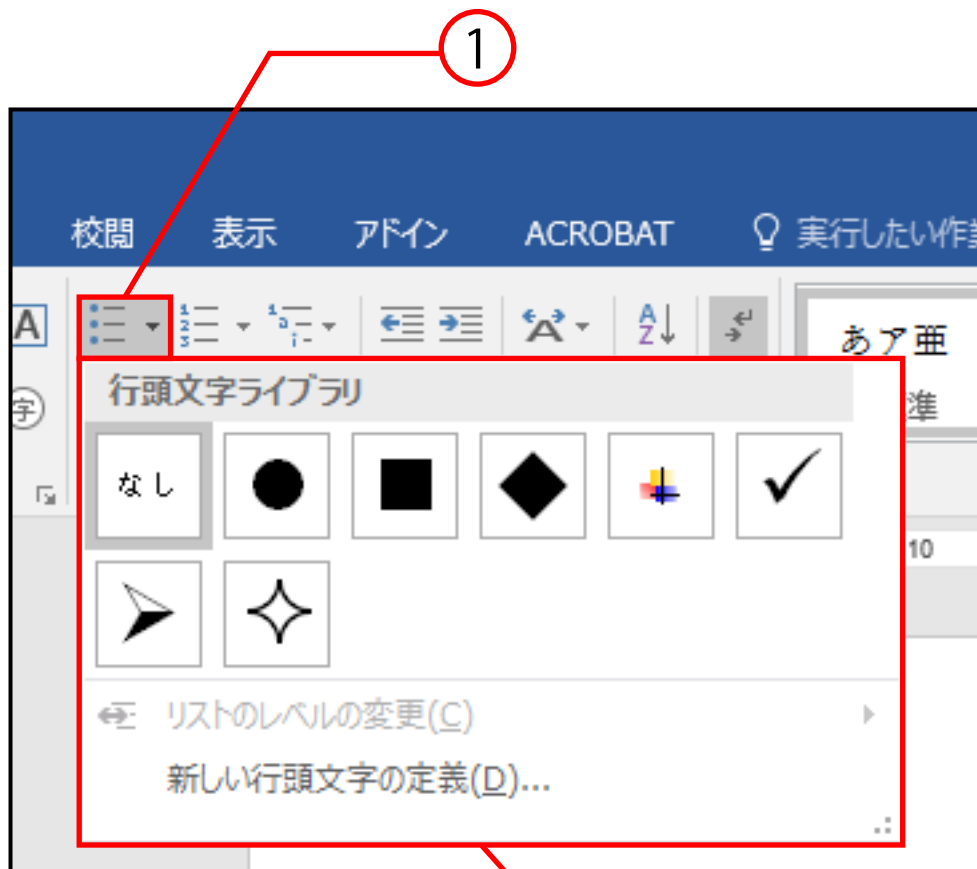 1
校閲 表示 アドイン ACROBAT 実行したい作業
A
あア亜
字
準
行頭文字ライブラリ
なし
10
リストのレベルの変更(C)
新しい行頭文字の定義(D)...